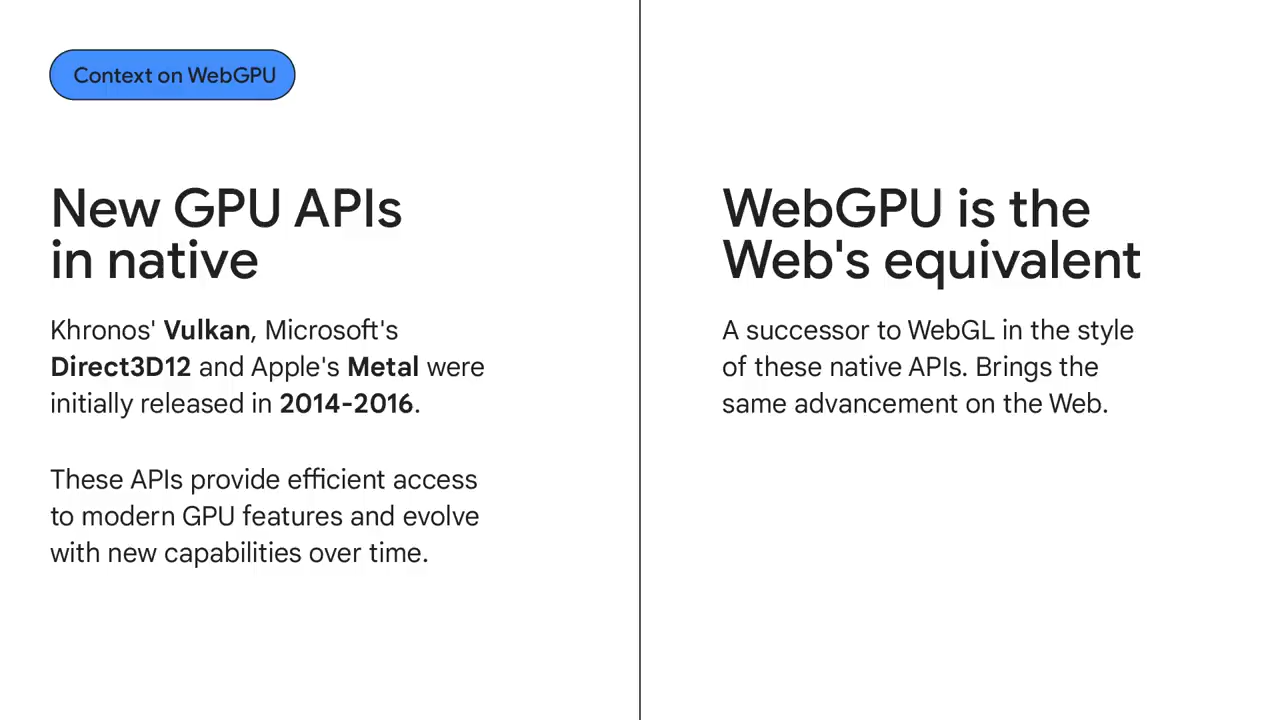 Context on WebGPU
New GPU APIs
in native
Khronos' Vulkan, Microsoft's
Direct3D12 and Apple's Metal were
initially released in 2014-2016.
These APIs provide efficient access
to modern GPU features and evolve
with new capabilities over time.
WebGPU is the
Web's equivalent
A successor to WebGL in the style
of these native APIs. Brings the
same advancement on the Web.